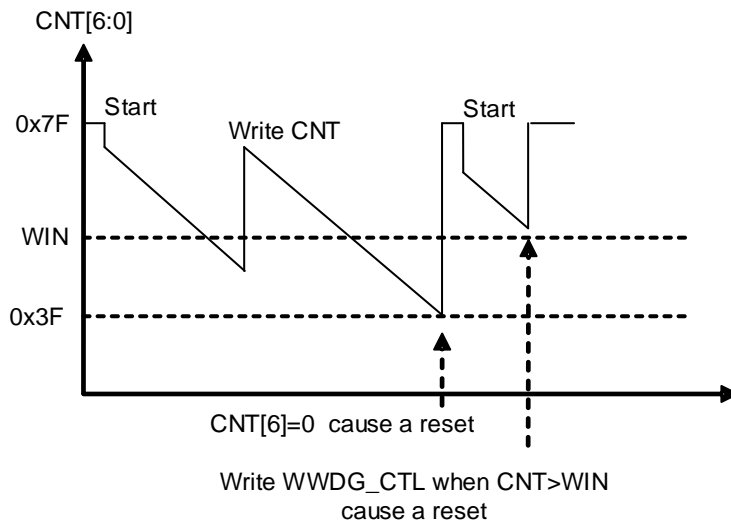 CNT[6:0]
Start
Start
0x7F
Write CNT
WIN
0x3F
CNT[6]=0 cause a reset
Write WWDG_CTL when CNT>WIN
cause a reset